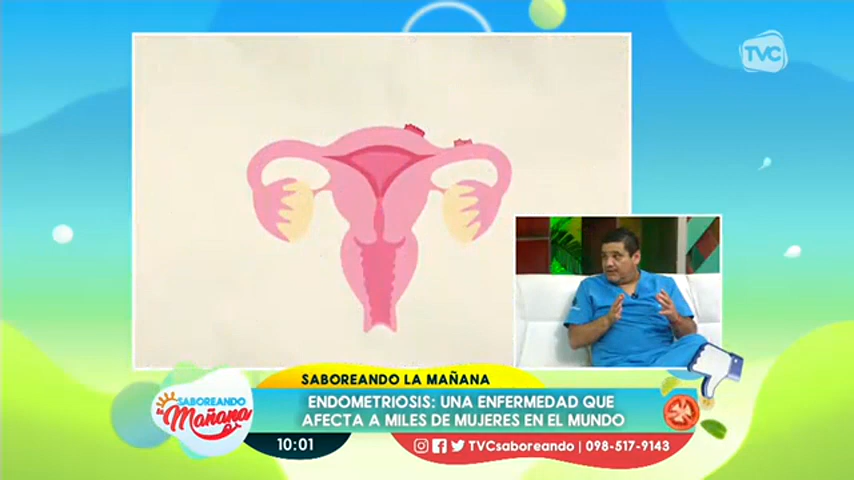 TVC
SABOREANDO LA MAÑANA
SABOREANDO
Mañana
ENDOMETRIOSIS: UNA ENFERMEDAD QUE
AFECTA A MILES DE MUJERES EN EL MUNDO
10:01
TVCsaboreando | 098-517-9143